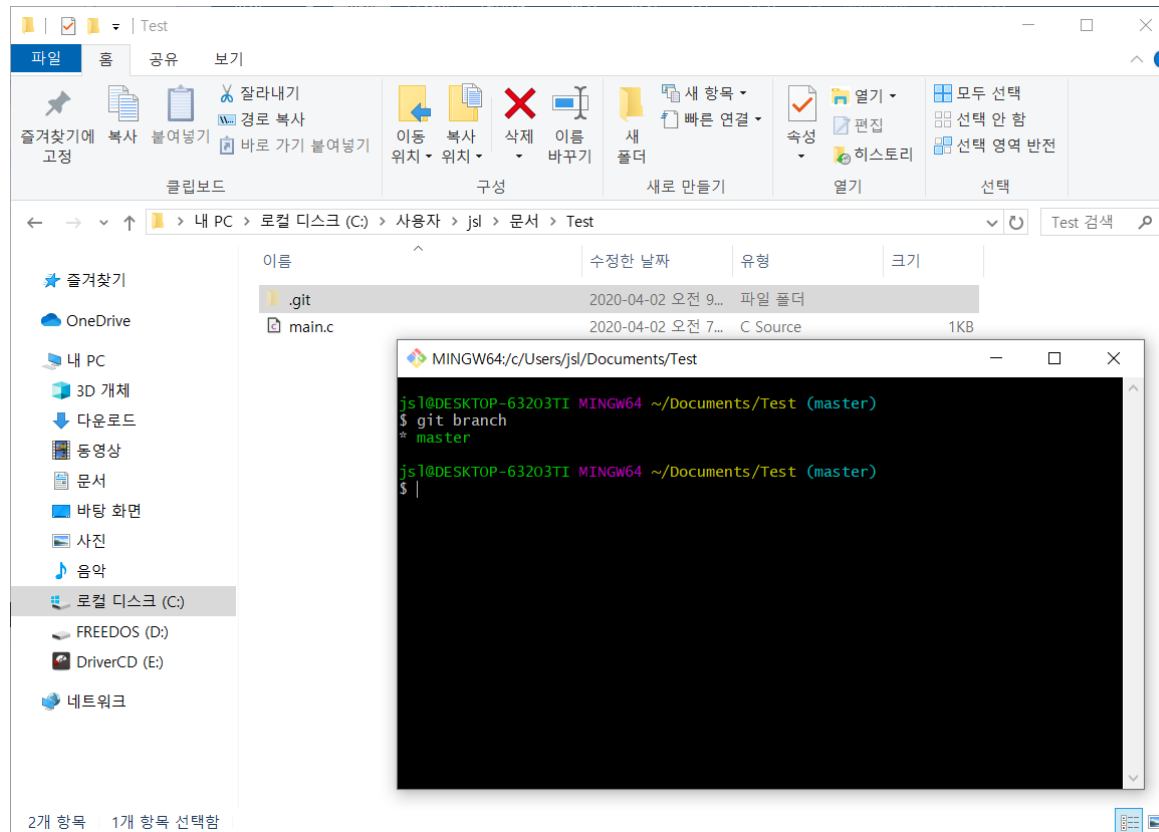 Test
파일 홈 공유 보기
즐겨찾기에 고정
복사
붙여넣기
잘라내기
경로 복사
바로 가기 붙여넣기
클립보드
이동 위치
복사 위치
삭제
이름 바꾸기
구성
새 폴더
새 항목
빠른 연결
새로 만들기
속성
열기
편집
히스토리
열기
모두 선택
선택 안 함
선택 영역 반전
선택
내 PC > 로컬 디스크 (C:) > 사용자 > jsl > 문서 > Test
Test 검색
이름 수정한 날짜 유형 크기
.git 2020-04-02 오전 9... 파일 폴더
main.c 2020-04-02 오전 7... C Source 1KB
즐겨찾기
OneDrive
내 PC
3D 개체
다운로드
동영상
문서
바탕 화면
사진
음악
로컬 디스크 (C:)
FREEDOS (D:)
DriverCD (E:)
네트워크
MINGW64:/c/Users/jsl/Documents/Test
jsl@DESKTOP-632O3TI MINGW64 ~/Documents/Test (master)
$ git branch
* master
jsl@DESKTOP-632O3TI MINGW64 ~/Documents/Test (master)
$
2개 항목 1개 항목 선택함